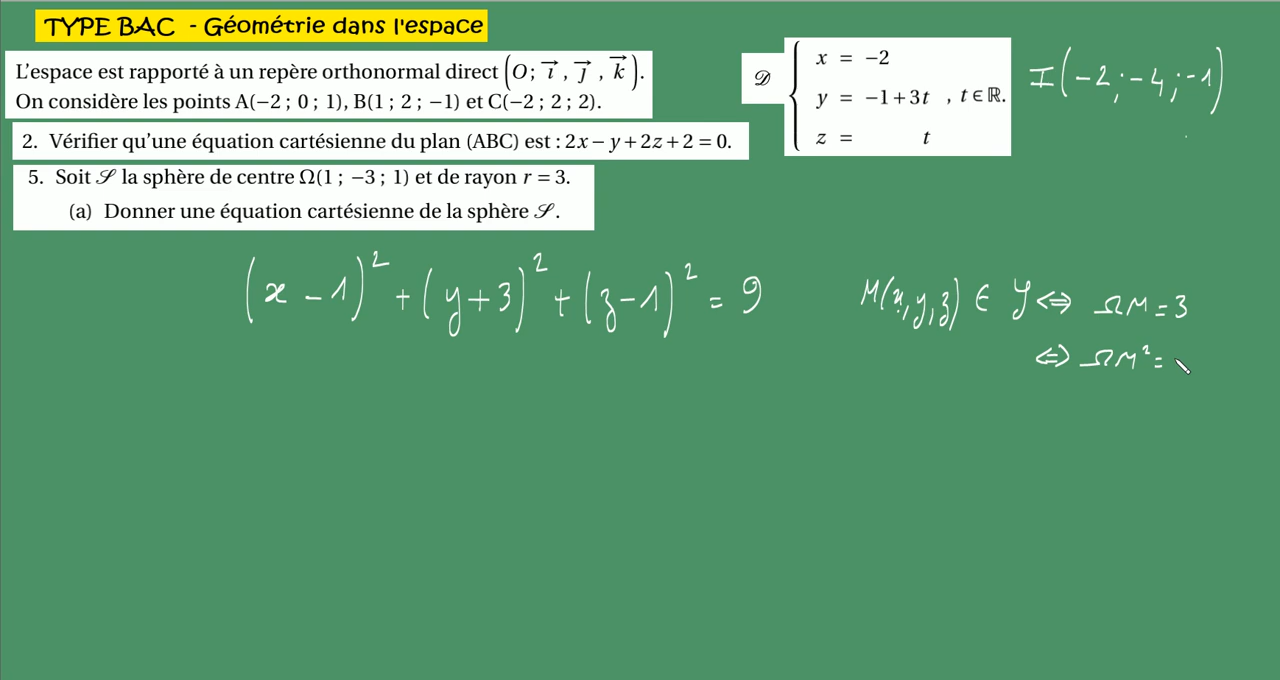 TYPE BAC - Géométrie dans l'espace
L'espace est rapporté à un repère orthonormal direct (O; i⃗, j⃗, k⃗).
On considère les points A(−2 ; 0 ; 1), B(1 ; 2 ; −1) et C(−2 ; 2 ; 2).
2. Vérifier qu'une équation cartésienne du plan (ABC) est : 2x − y + 2z + 2 = 0.
5. Soit 𝒮 la sphère de centre Ω(1 ; −3 ; 1) et de rayon r = 3.
(a) Donner une équation cartésienne de la sphère 𝒮.
x = −2
𝒟 { y = −1 + 3t , t ∈ ℝ.
z = t
I(−2 ; −4 ; −1)
(x − 1)² + (y + 3)² + (z − 1)² = 9
M(x, y, z) ∈ 𝒮 ⇔ ΩM = 3
⇔ ΩM² =